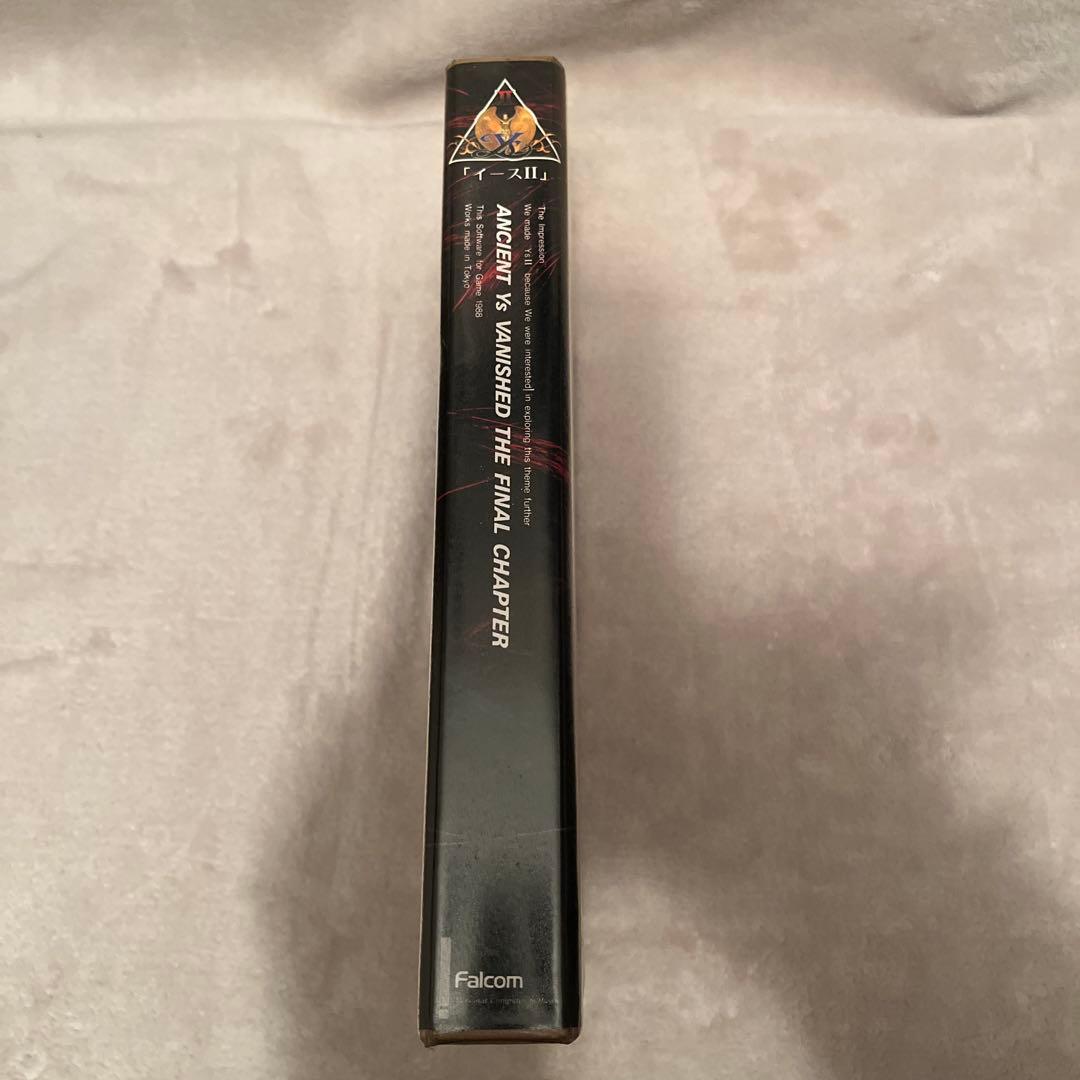 II
Ys
「イースII」
The Impression
We made YsII because We were interested in exploring this theme further
ANCIENT Ys VANISHED THE FINAL CHAPTER
This Software for Game 1988
Works made in Tokyo
Falcom